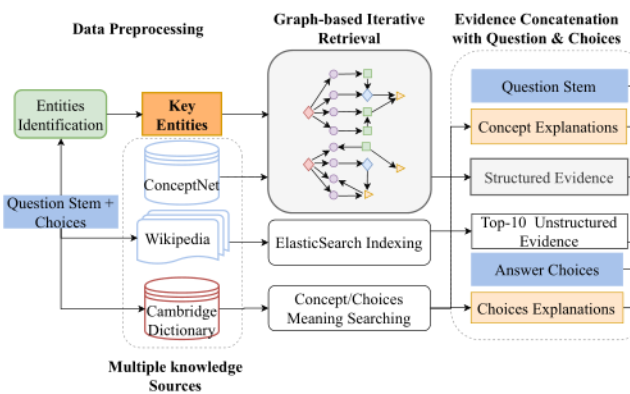 Data Preprocessing
Graph-based Iterative
Retrieval
Evidence Concatenation
with Question & Choices
Entities
Identification
Key
Entities
Question Stem
Concept Explanations
ConceptNet
Structured Evidence
Question Stem +
Choices
Wikipedia
ElasticSearch Indexing
Top-10 Unstructured
Evidence
Answer Choices
Cambridge
Dictionary
Concept/Choices
Meaning Searching
Choices Explanations
Multiple knowledge
Sources